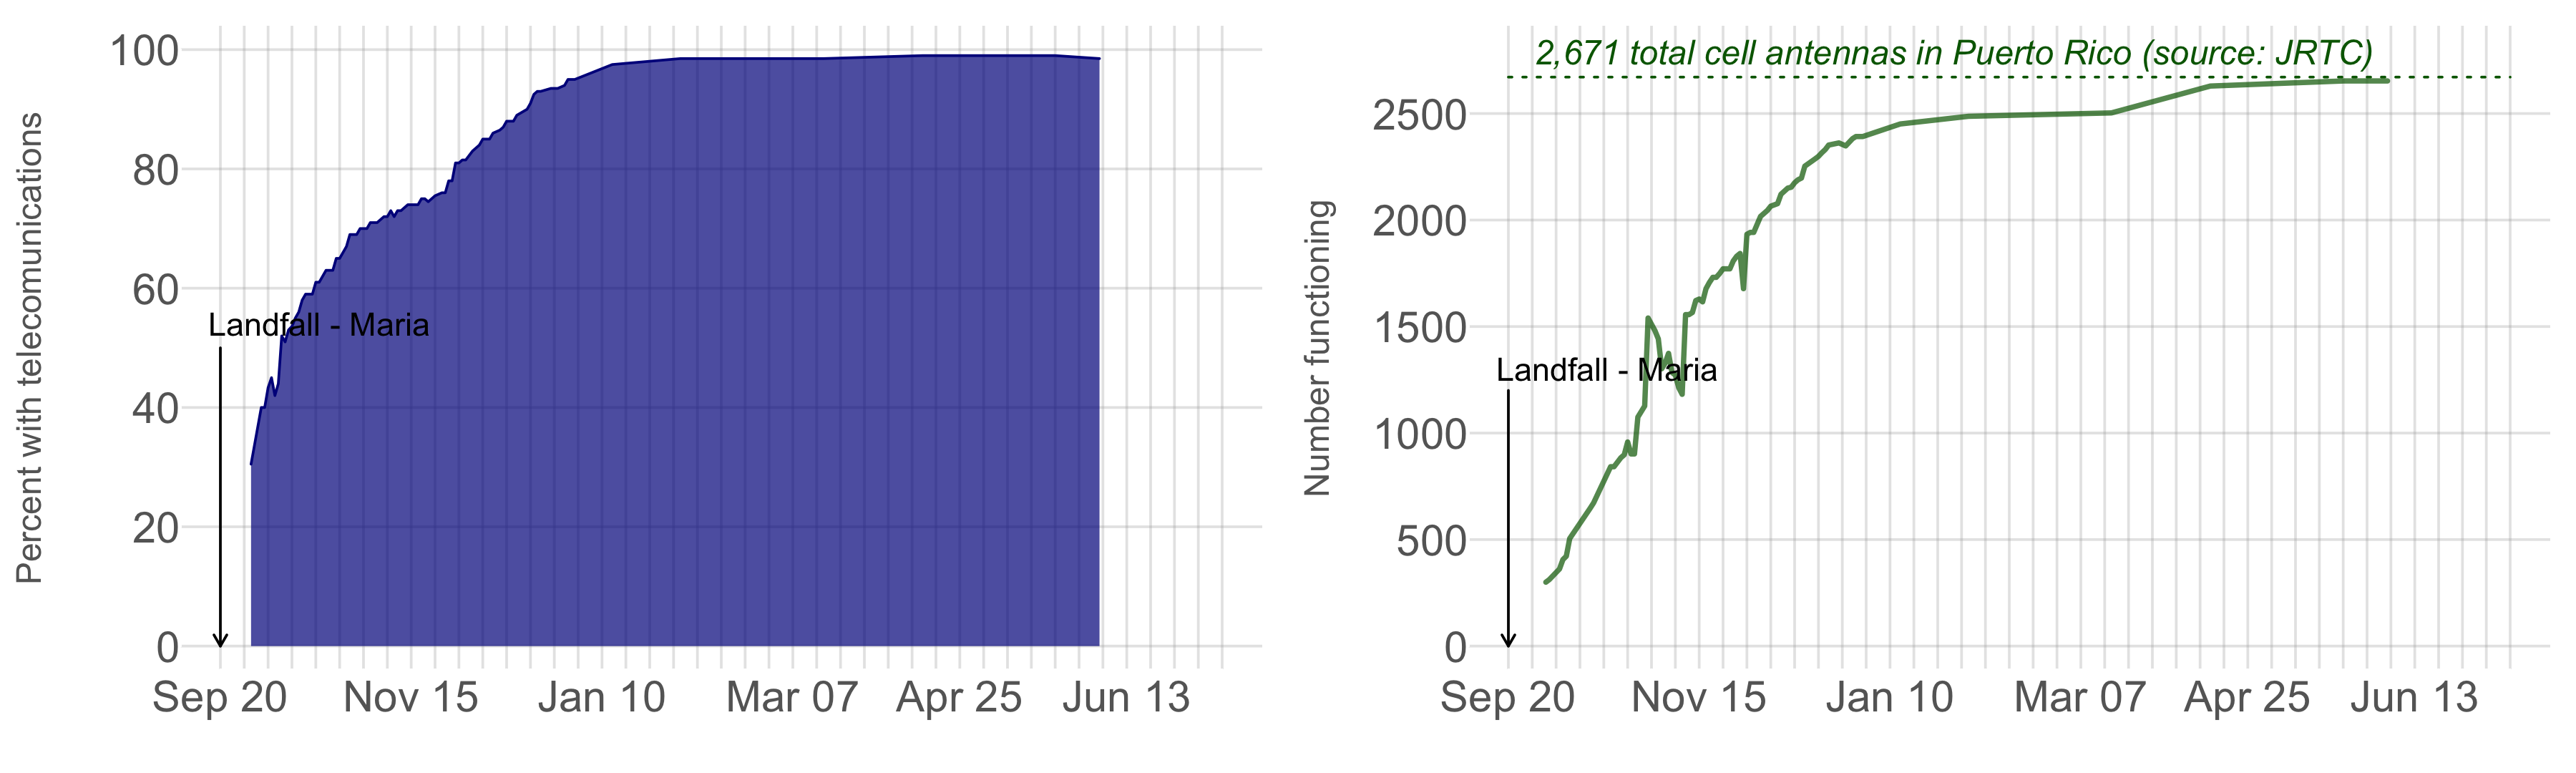 Percent with telecomunications
100
80
60
40
20
0
Landfall - Maria
Sep 20
Nov 15
Jan 10
Mar 07
Apr 25
Jun 13
Number functioning
2,671 total cell antennas in Puerto Rico (source: JRTC)
2500
2000
1500
1000
500
0
Landfall - Maria
Sep 20
Nov 15
Jan 10
Mar 07
Apr 25
Jun 13